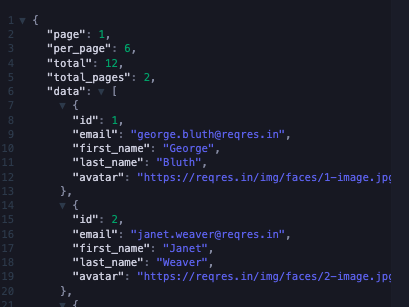 1 {
2 "page": 1,
3 "per_page": 6,
4 "total": 12,
5 "total_pages": 2,
6 "data": [
7 {
8 "id": 1,
9 "email": "george.bluth@reqres.in",
10 "first_name": "George",
11 "last_name": "Bluth",
12 "avatar": "https://reqres.in/img/faces/1-image.jpg
13 },
14 {
15 "id": 2,
16 "email": "janet.weaver@reqres.in",
17 "first_name": "Janet",
18 "last_name": "Weaver",
19 "avatar": "https://reqres.in/img/faces/2-image.jpg
20 },
21 {